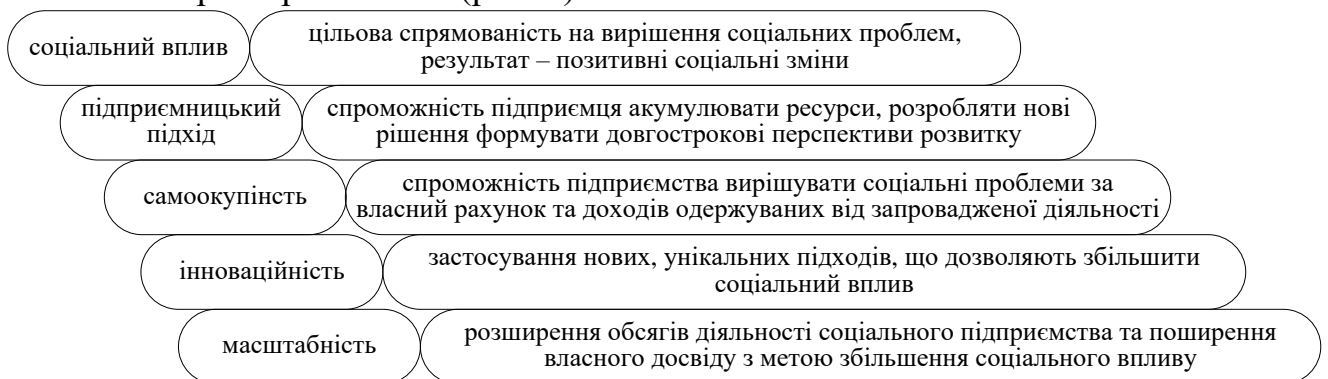 соціальний вплив
цільова спрямованість на вирішення соціальних проблем,
результат – позитивні соціальні зміни
підприємницький
підхід
спроможність підприємця акумулювати ресурси, розробляти нові
рішення формувати довгострокові перспективи розвитку
самоокупінсть
спроможність підприємства вирішувати соціальні проблеми за
власний рахунок та доходів одержуваних від запровадженої діяльності
інноваційність
застосування нових, унікальних підходів, що дозволяють збільшити
соціальний вплив
масштабність
розширення обсягів діяльності соціального підприємства та поширення
власного досвіду з метою збільшення соціального впливу